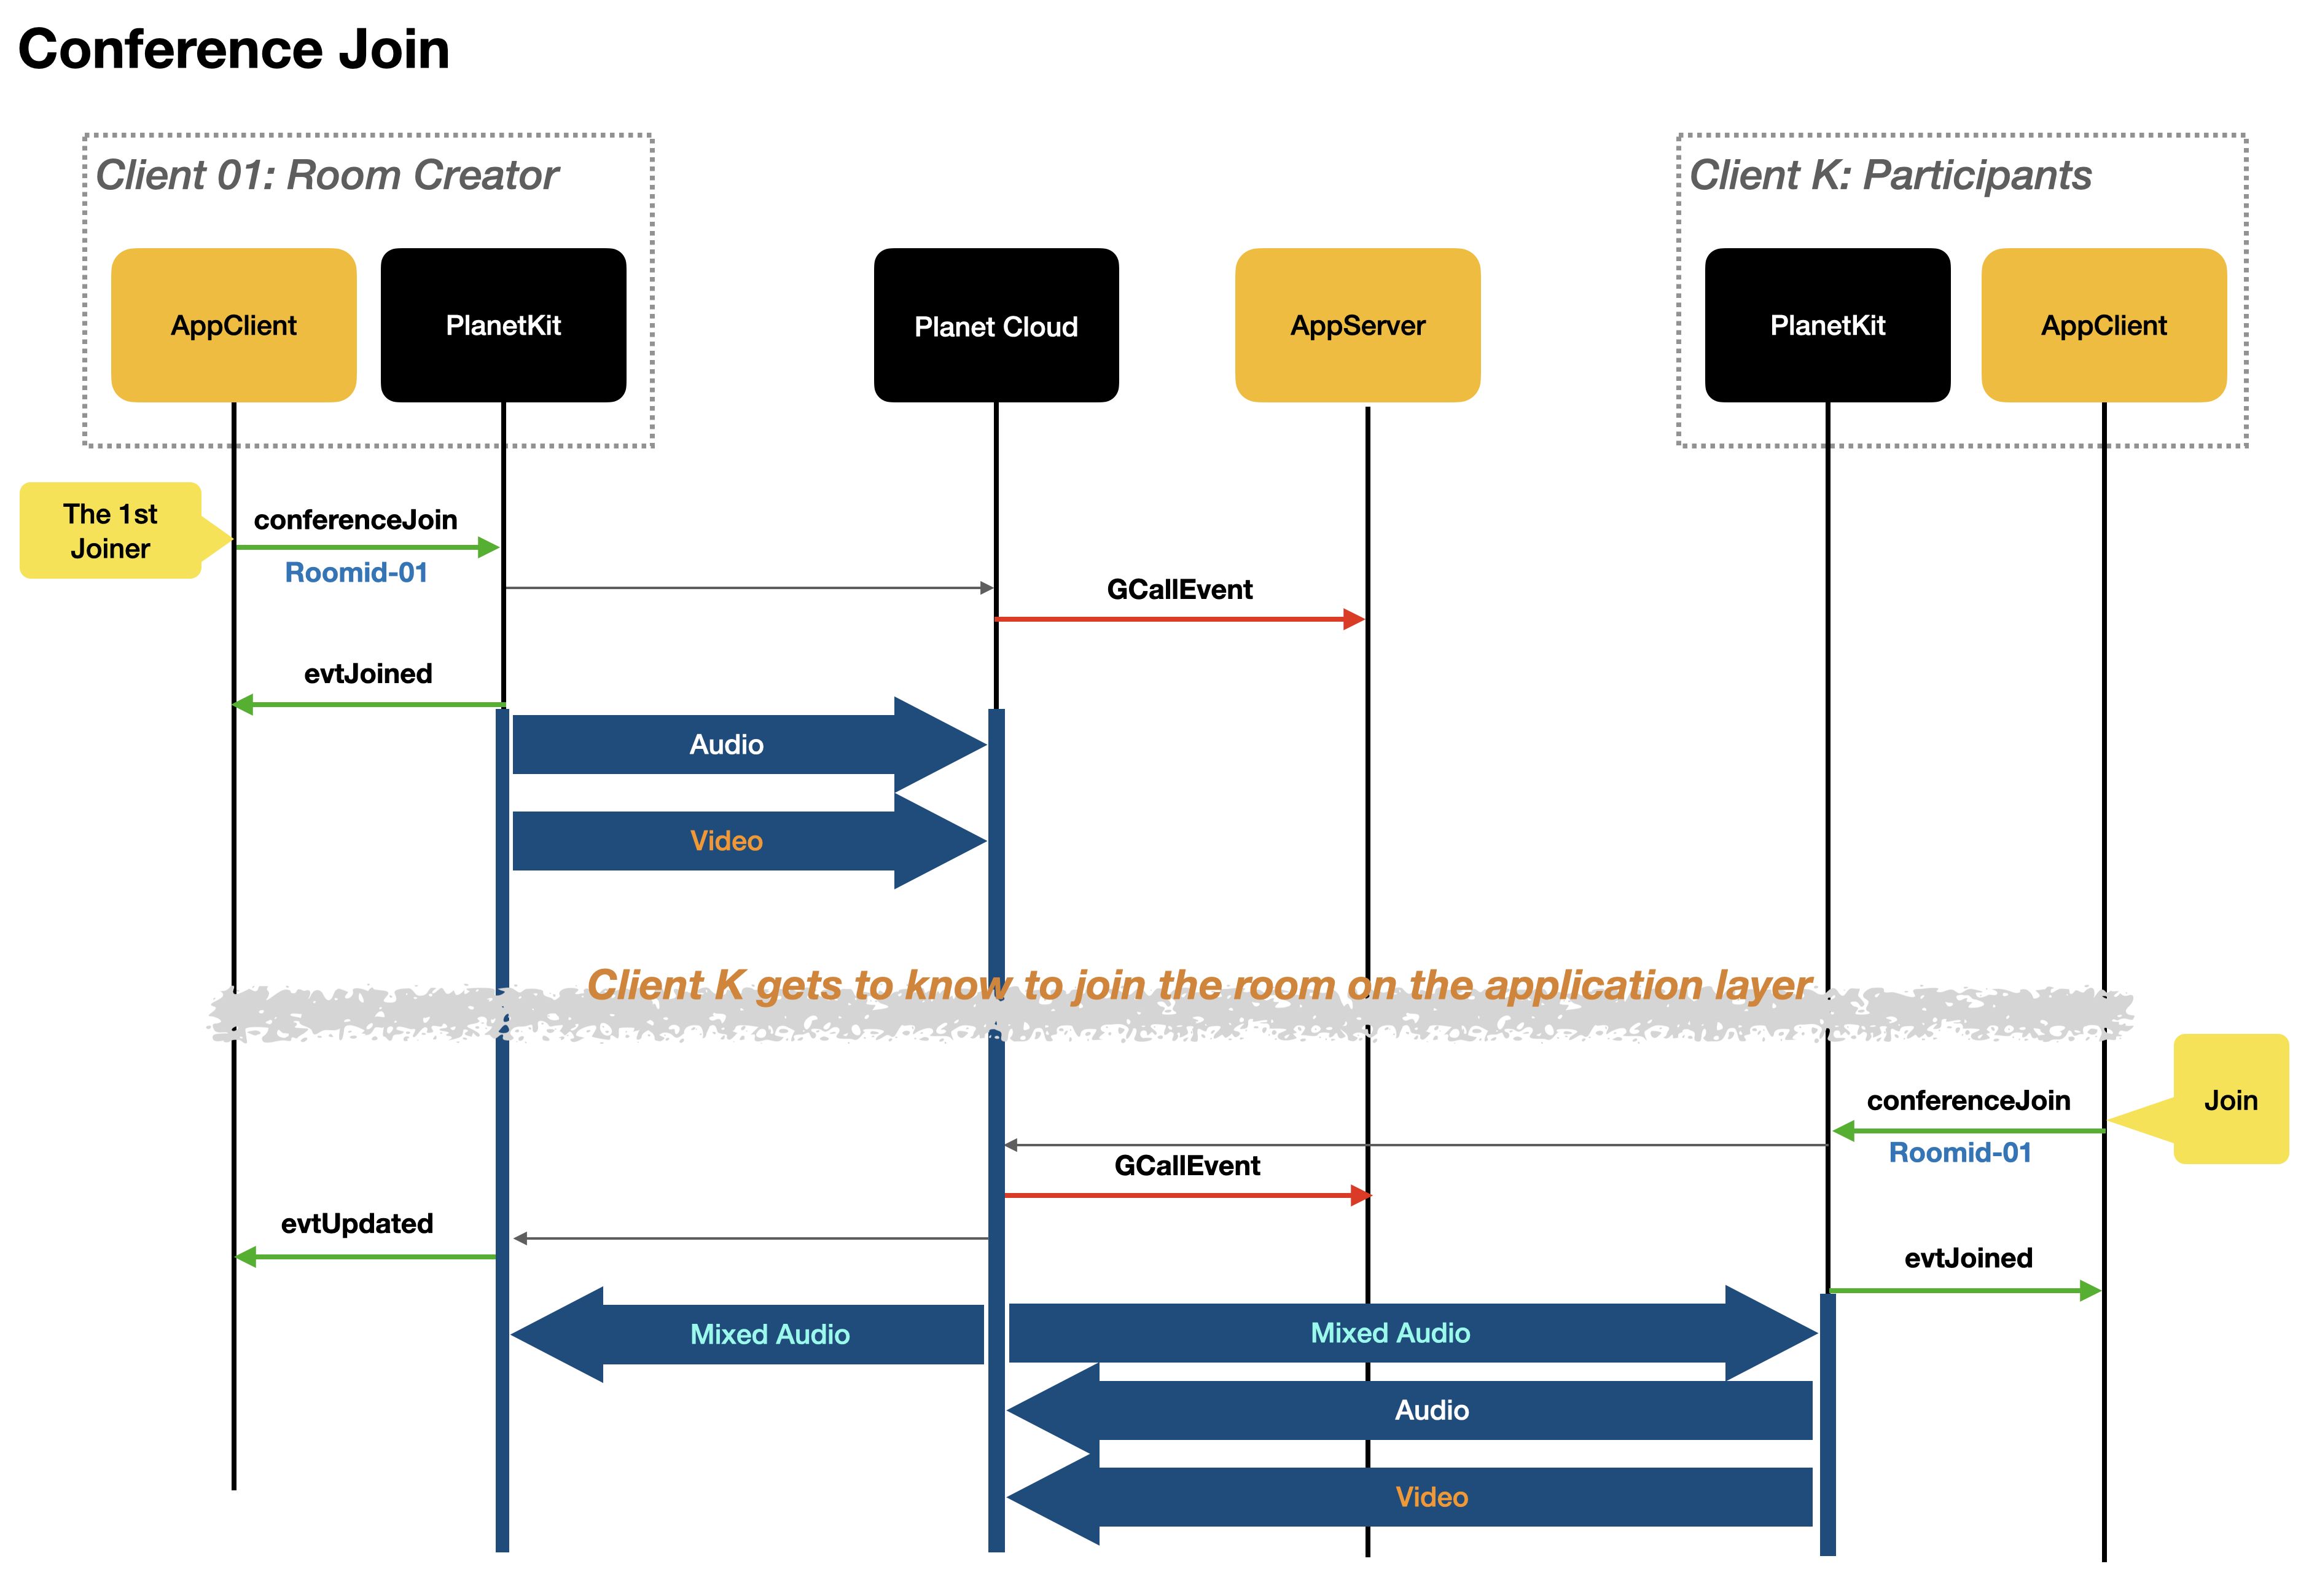 Conference Join
Client 01: Room Creator
Client K: Participants
AppClient
PlanetKit
Planet Cloud
AppServer
PlanetKit
AppClient
The 1st
Joiner
conferenceJoin
Roomid-01
GCallEvent
evtJoined
Audio
Video
Client K gets to know to join the room on the application layer
Join
conferenceJoin
Roomid-01
GCallEvent
evtUpdated
evtJoined
Mixed Audio
Mixed Audio
Audio
Video